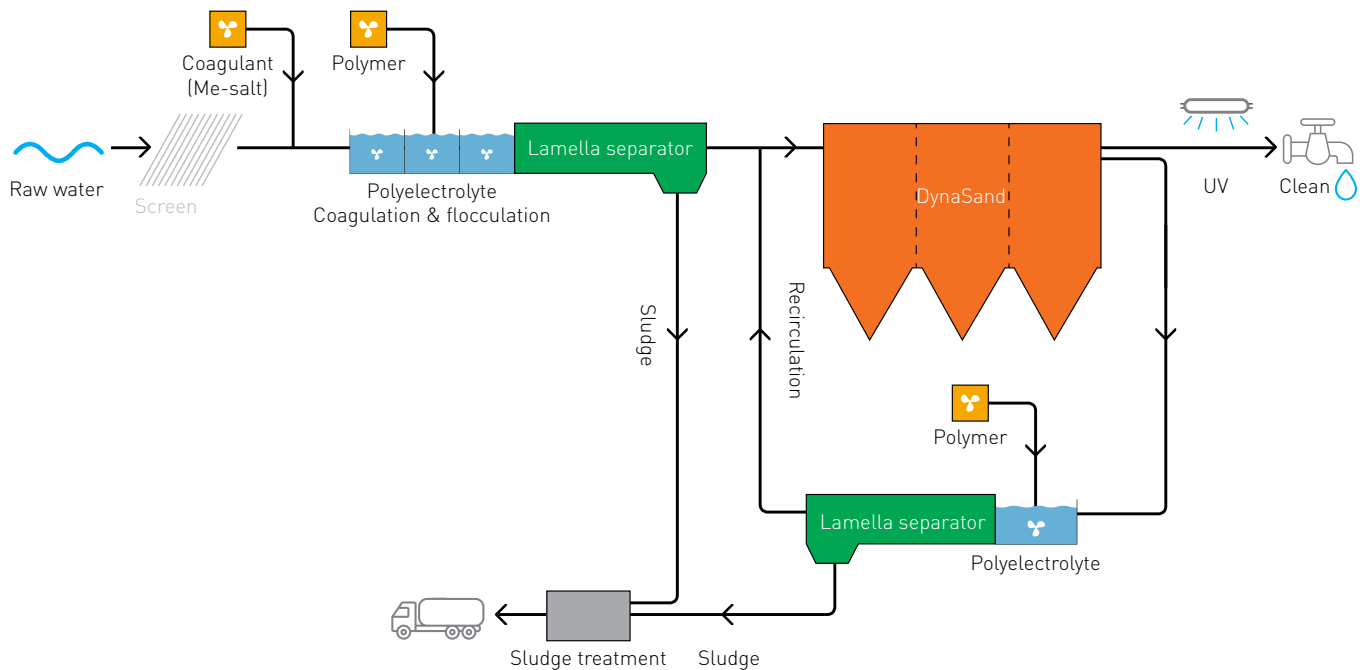 Coagulant
(Me-salt)
Polymer
Raw water
Screen
Lamella separator
Polyelectrolyte
Coagulation & flocculation
DynaSand
UV
Clean
Sludge
Recirculation
Polymer
Lamella separator
Polyelectrolyte
Sludge treatment
Sludge